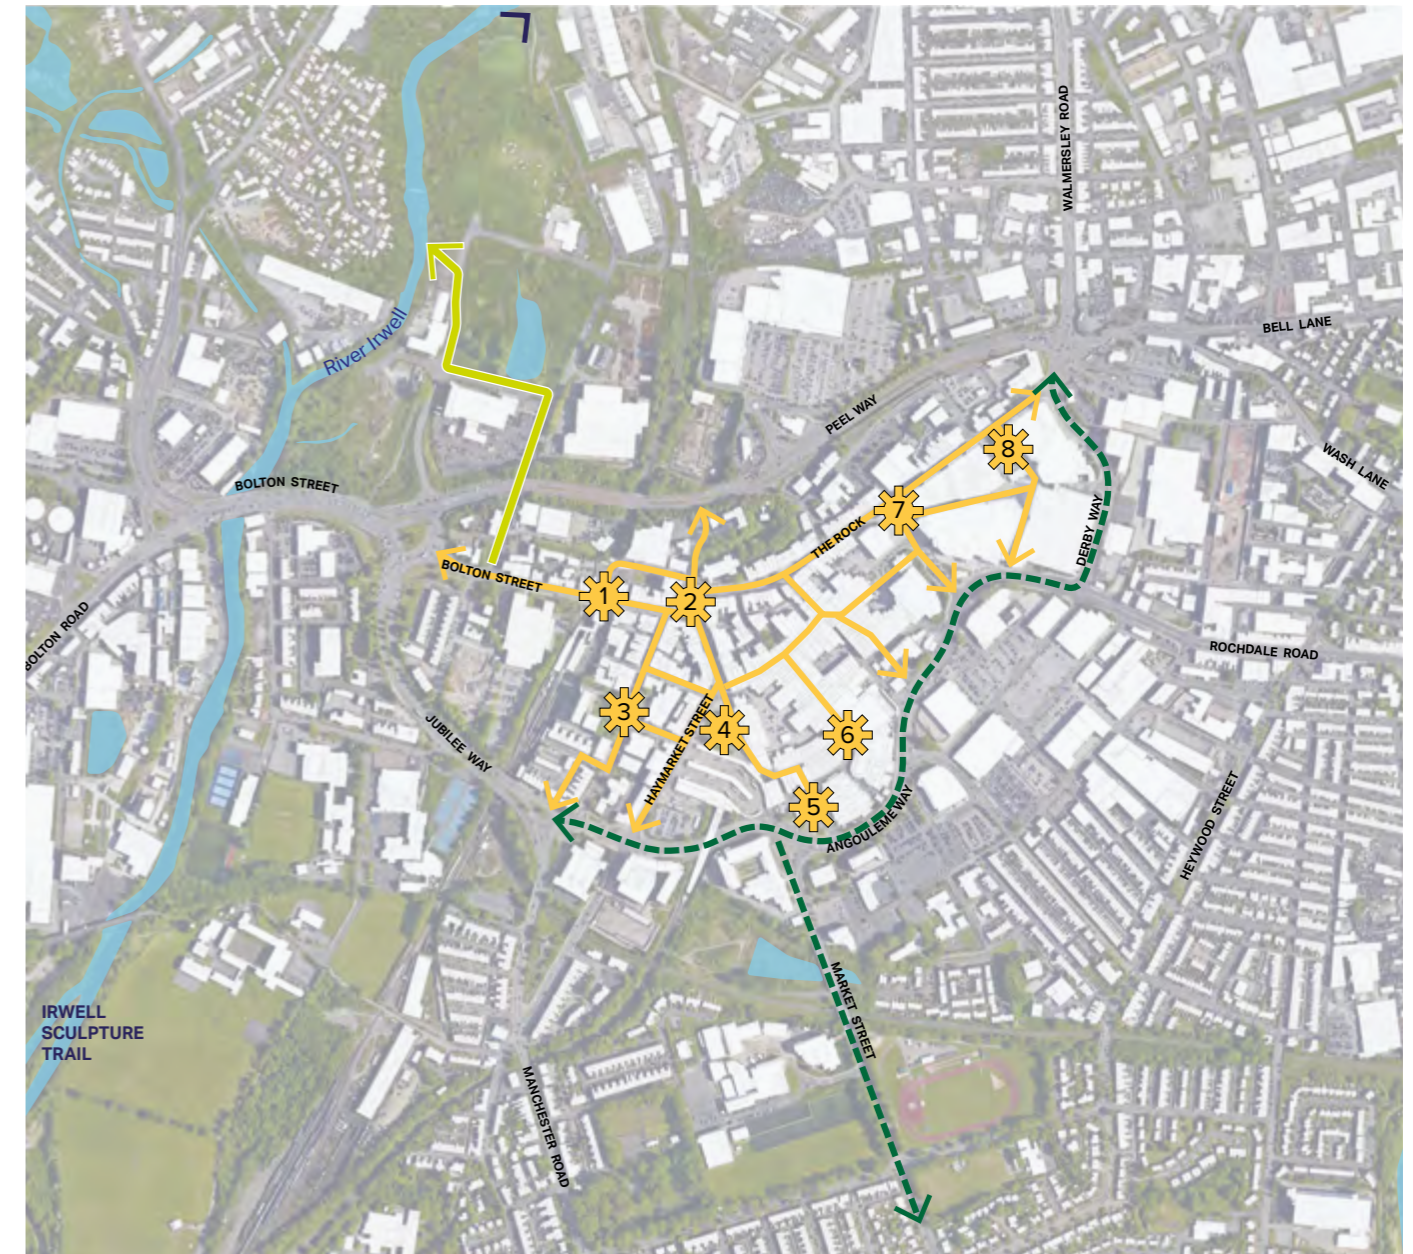 WALMERSLEY ROAD
BELL LANE
River Irwell
PEEL WAY
WASH LANE
8
BOLTON STREET
7
THE ROCK
DERBY WAY
BOLTON STREET
1
2
BOLTON ROAD
ROCHDALE ROAD
3
HAYMARKET STREET
4
6
JUBILEE WAY
5
ANGOULEME WAY
HEYWOOD STREET
IRWELL
SCULPTURE
TRAIL
MARKET STREET
MANCHESTER ROAD